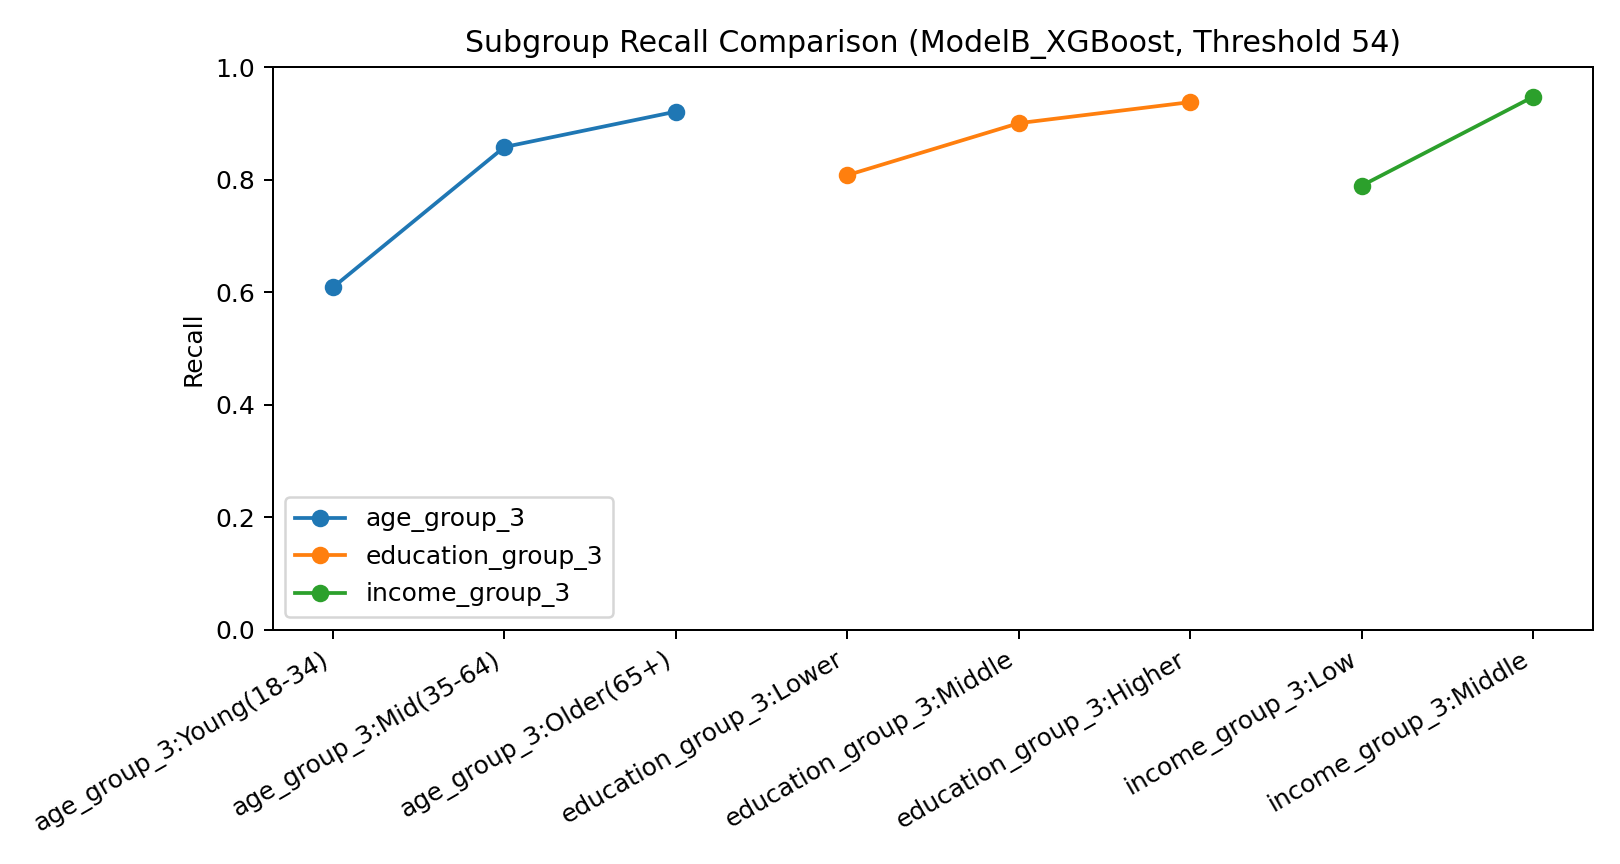 Subgroup Recall Comparison (ModelB_XGBoost, Threshold 54)
1.0
0.8
0.6
0.4
0.2
0.0
Recall
age_group_3
education_group_3
income_group_3
age_group_3:Young(18-34)
age_group_3:Mid(35-64)
age_group_3:Older(65+)
education_group_3:Lower
education_group_3:Middle
education_group_3:Higher
income_group_3:Low
income_group_3:Middle